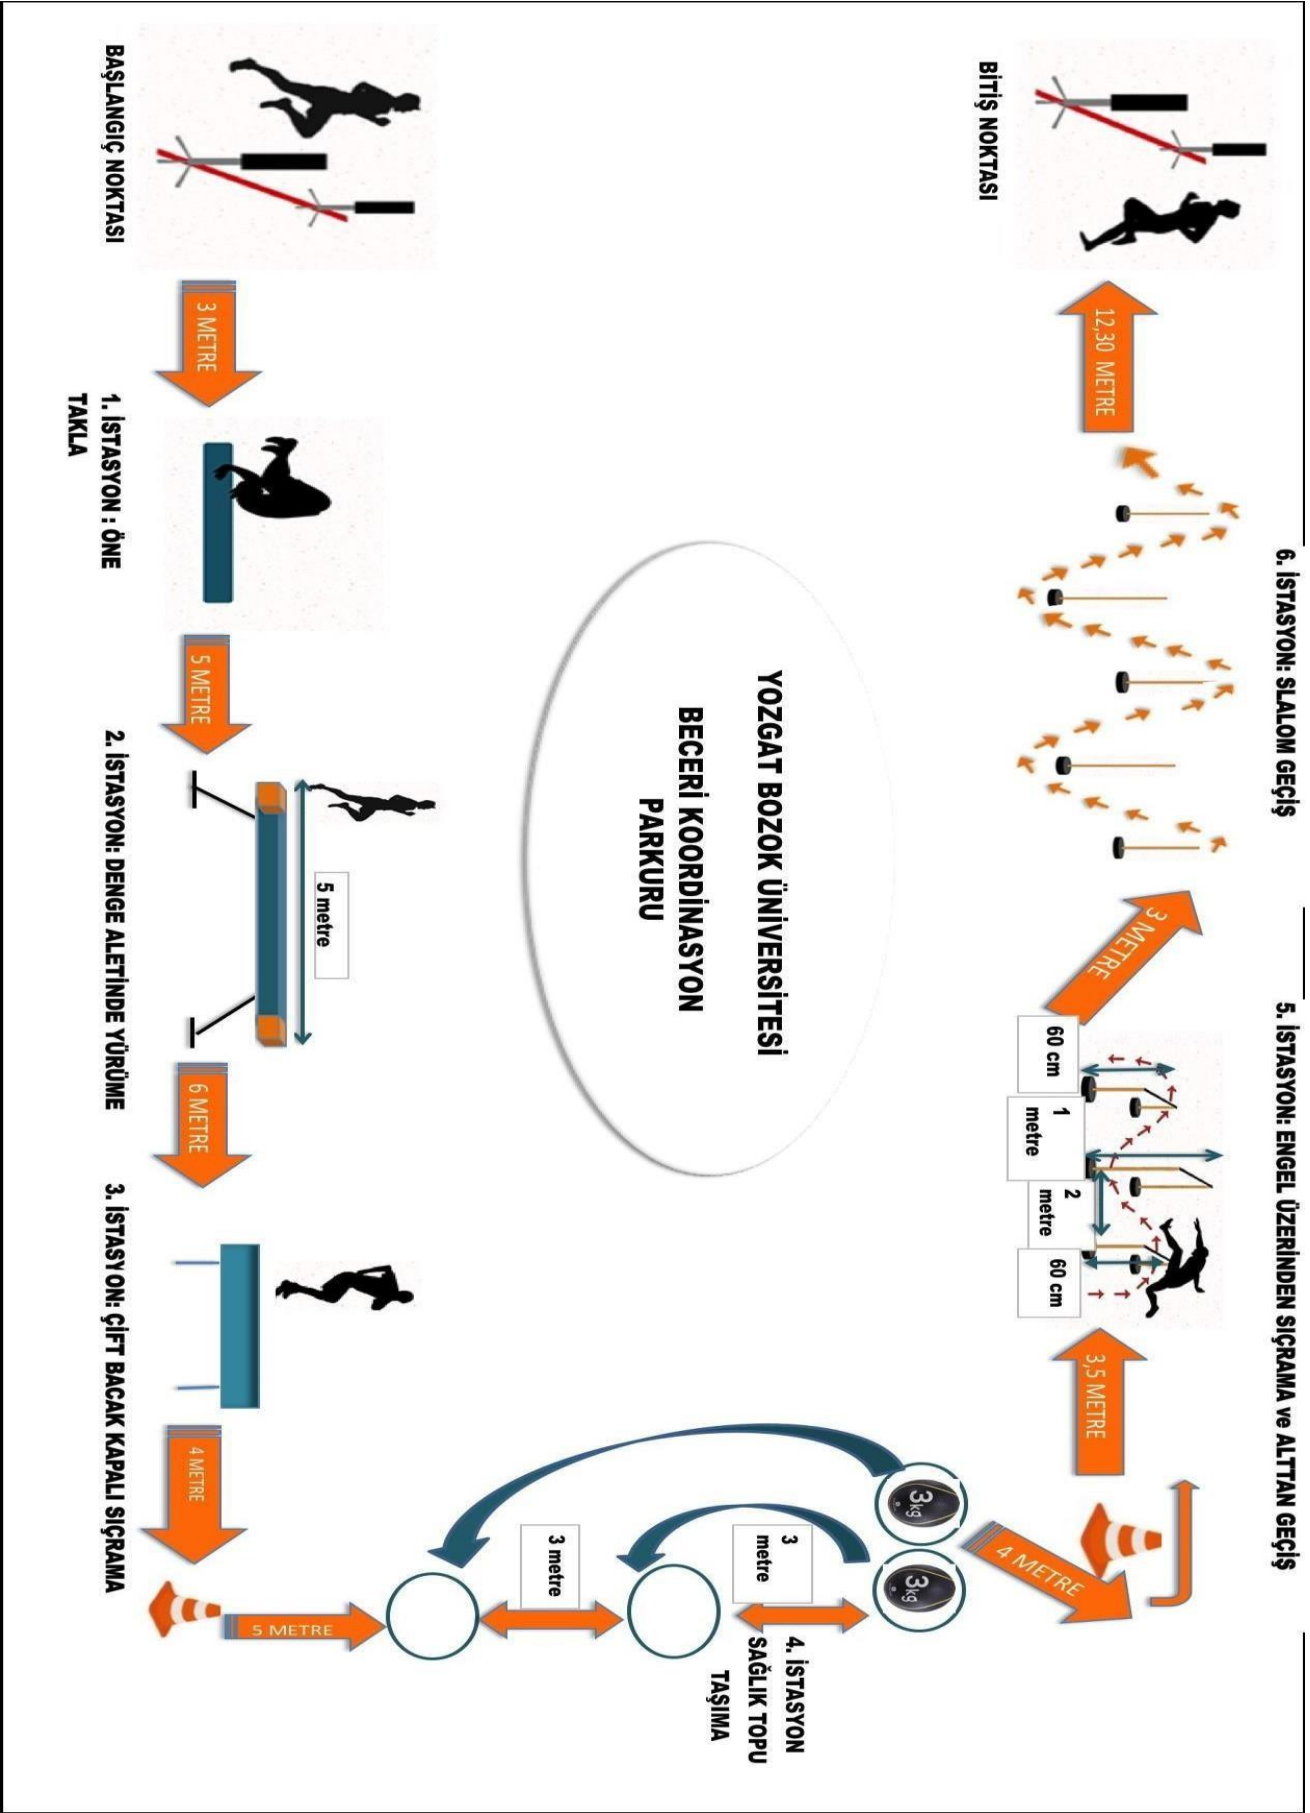 BAŞLANGIÇ NOKTASI
3 METRE
1. İSTASYON : ÖNE
TAKLA
5 METRE
2. İSTASYON: DENGE ALETİNDE YÜRÜME
5 metre
6 METRE
3. İSTASYON: ÇİFT BACAK KAPALI SIÇRAMA
4 METRE
5 METRE
3 metre
3
metre
4. İSTASYON
SAĞLIK TOPU
TAŞIMA
3kg
3kg
4 METRE
3,5 METRE
5. İSTASYON: ENGEL ÜZERİNDEN SIÇRAMA ve ALTTAN GEÇİŞ
60 cm
2
metre
1
metre
60 cm
3 METRE
6. İSTASYON: SLALOM GEÇİŞ
12,30 METRE
BİTİŞ NOKTASI
YOZGAT BOZOK ÜNİVERSİTESİ
BECERİ KOORDİNASYON
PARKURU